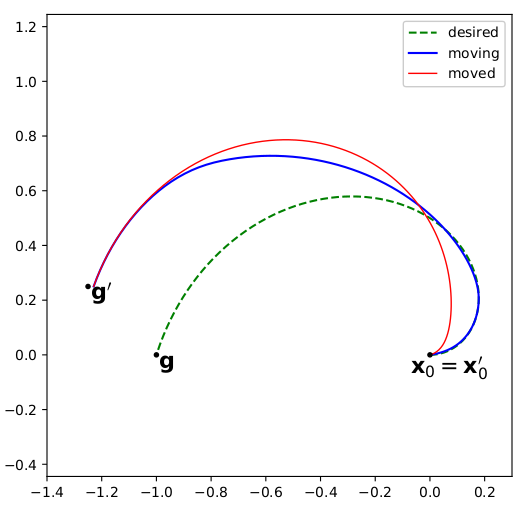 desired
moving
moved
1.2
1.0
0.8
0.6
0.4
0.2
0.0
−0.2
−0.4
g′
g
x₀ = x₀′
−1.4 −1.2 −1.0 −0.8 −0.6 −0.4 −0.2 0.0 0.2